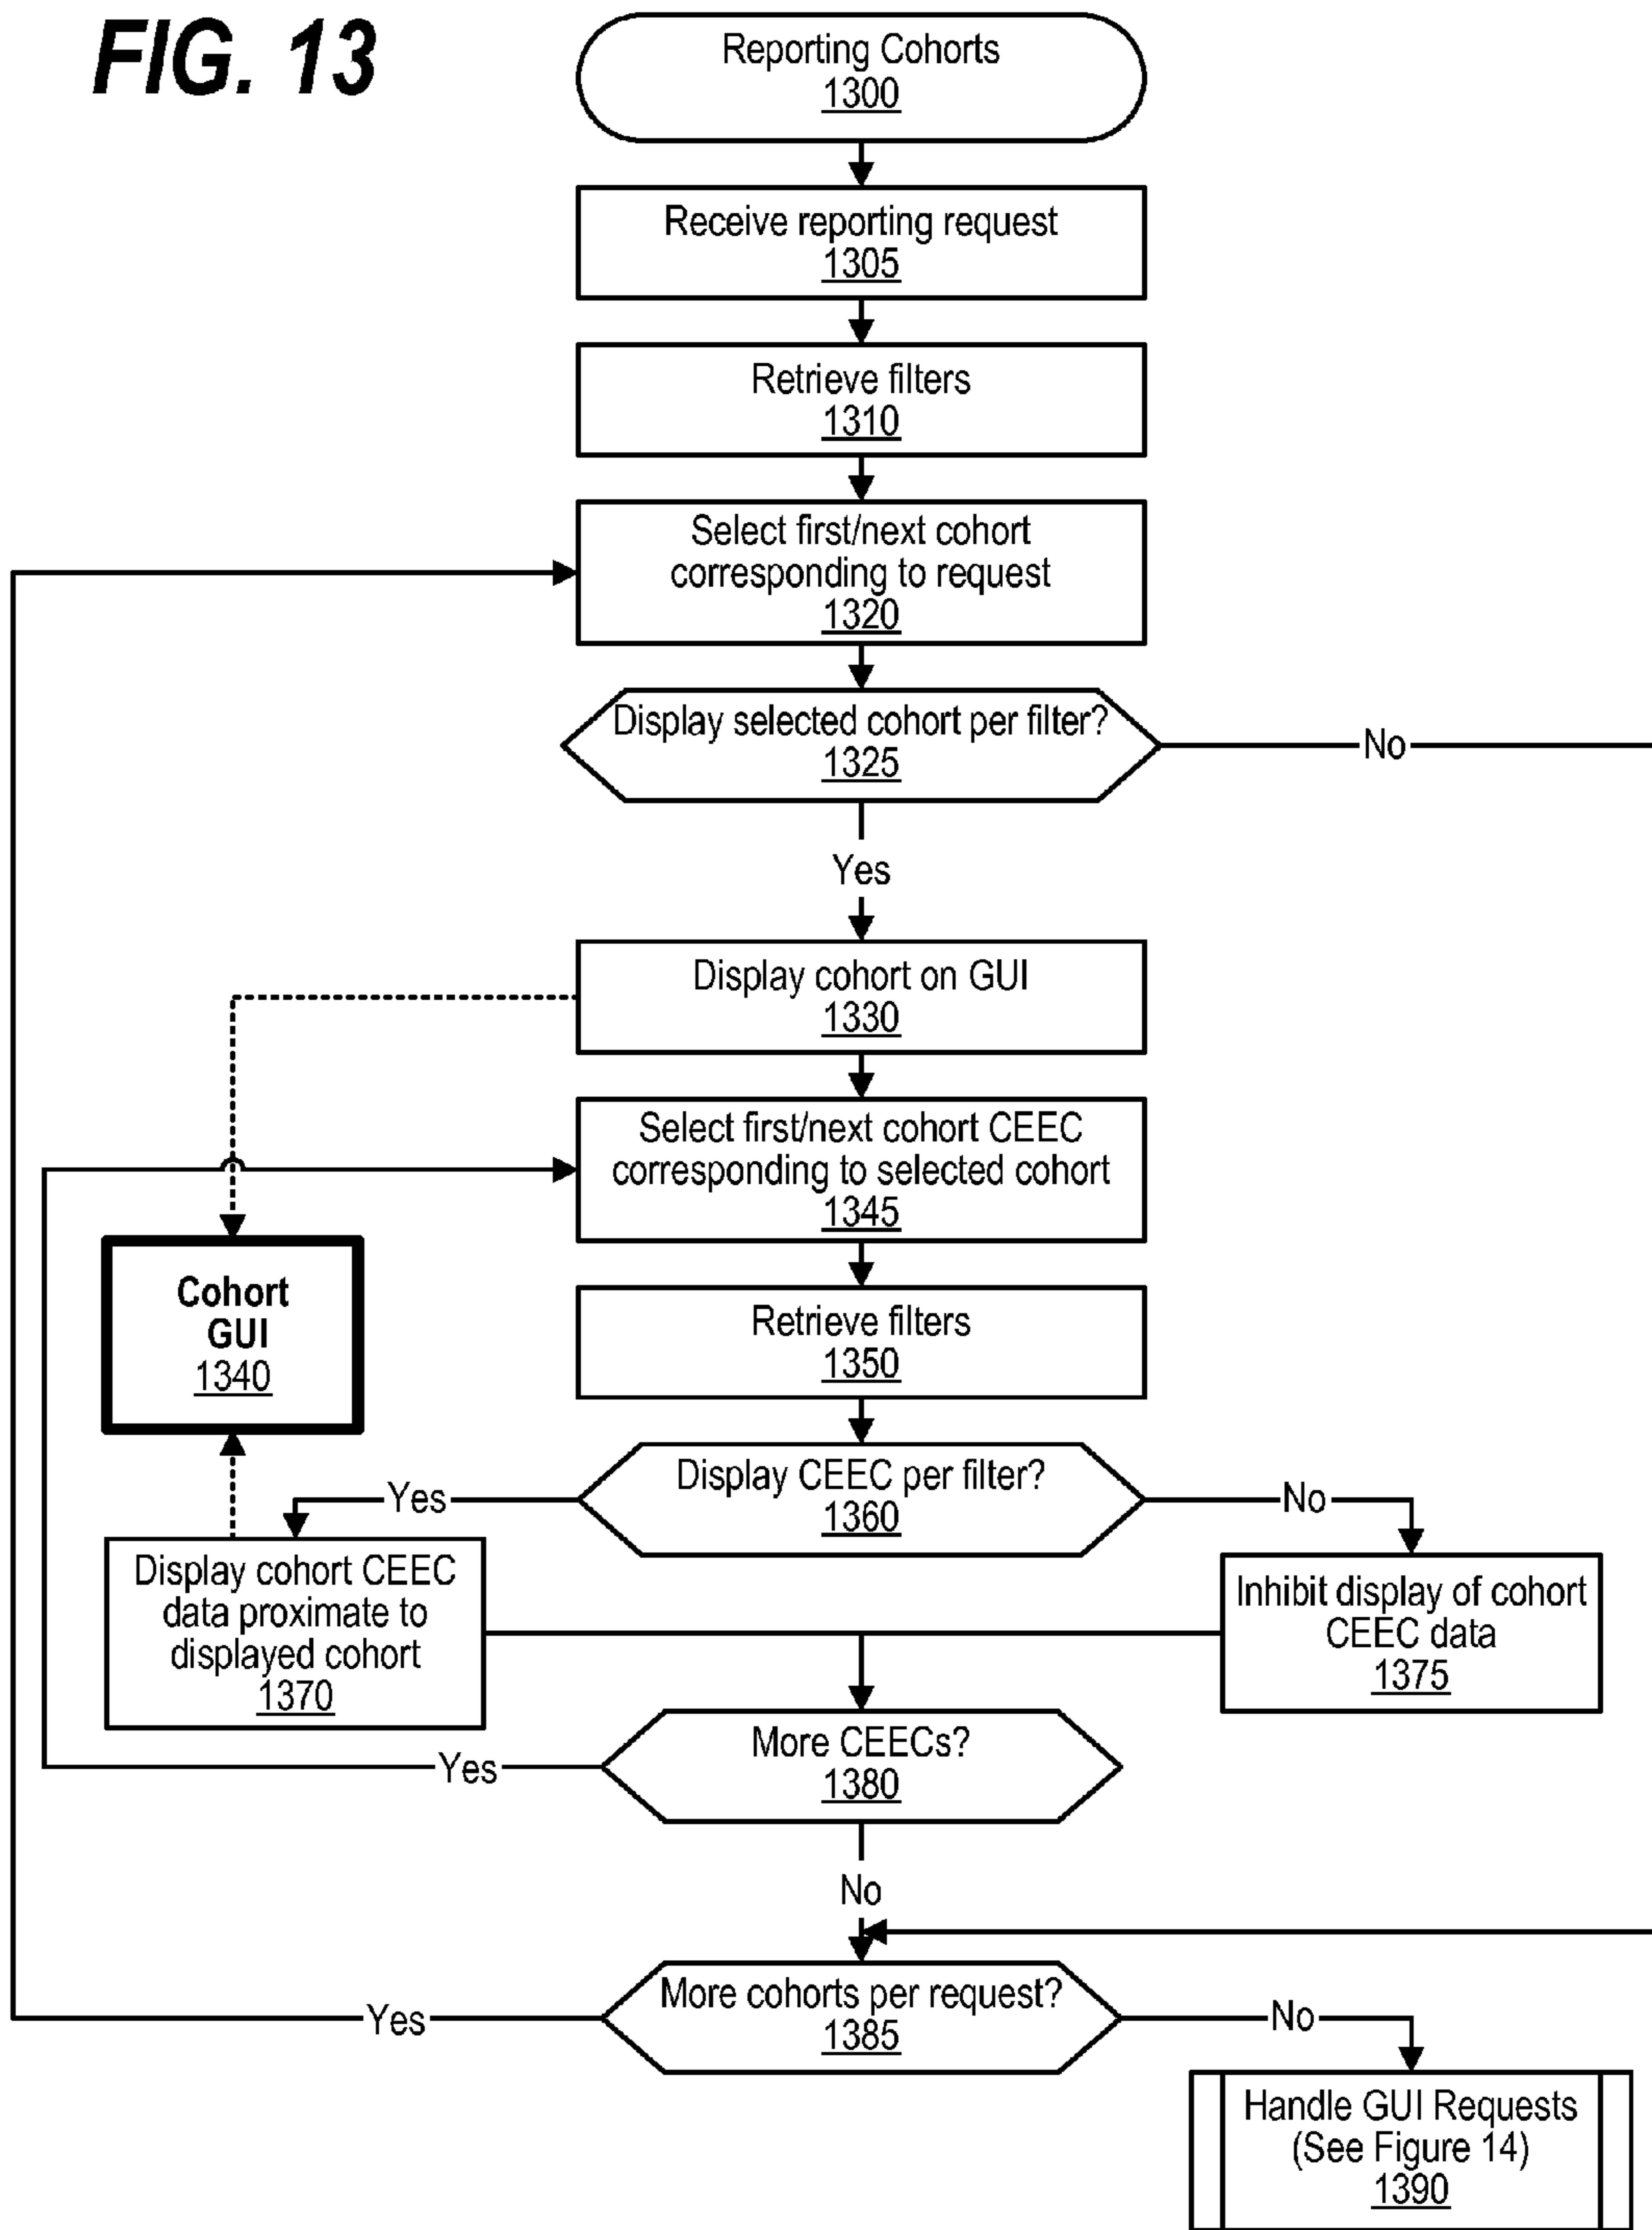 FIG. 13
Reporting Cohorts
1300
Receive reporting request
1305
Retrieve filters
1310
Select first/next cohort
corresponding to request
1320
Display selected cohort per filter?
1325
No
Yes
Display cohort on GUI
1330
Select first/next cohort CEEC
corresponding to selected cohort
1345
Cohort
GUI
1340
Retrieve filters
1350
Display CEEC per filter?
1360
Yes
No
Display cohort CEEC
data proximate to
displayed cohort
1370
Inhibit display of cohort
CEEC data
1375
More CEECs?
1380
Yes
No
More cohorts per request?
1385
Yes
No
Handle GUI Requests
(See Figure 14)
1390